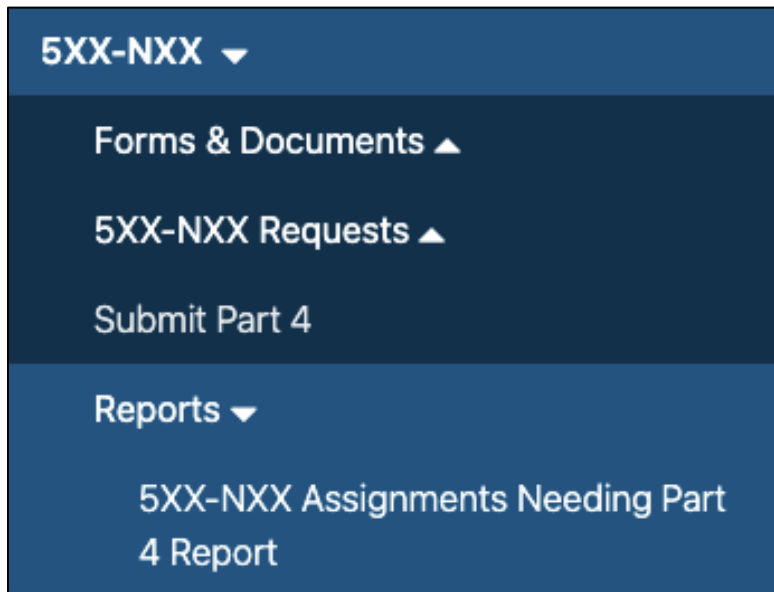 5XX-NXX
Forms & Documents
5XX-NXX Requests
Submit Part 4
Reports
5XX-NXX Assignments Needing Part
4 Report